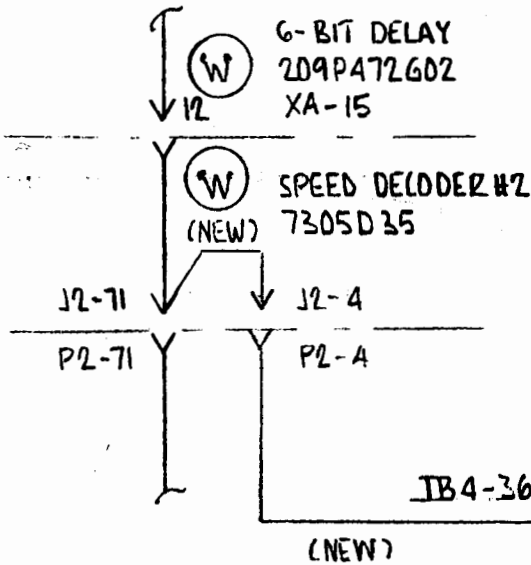 6-BIT DELAY
W
209P472G02
12
XA-15
W
SPEED DECODER #2
(NEW)
7305D35
J2-71
J2-4
P2-71
P2-4
TB4-36
(NEW)